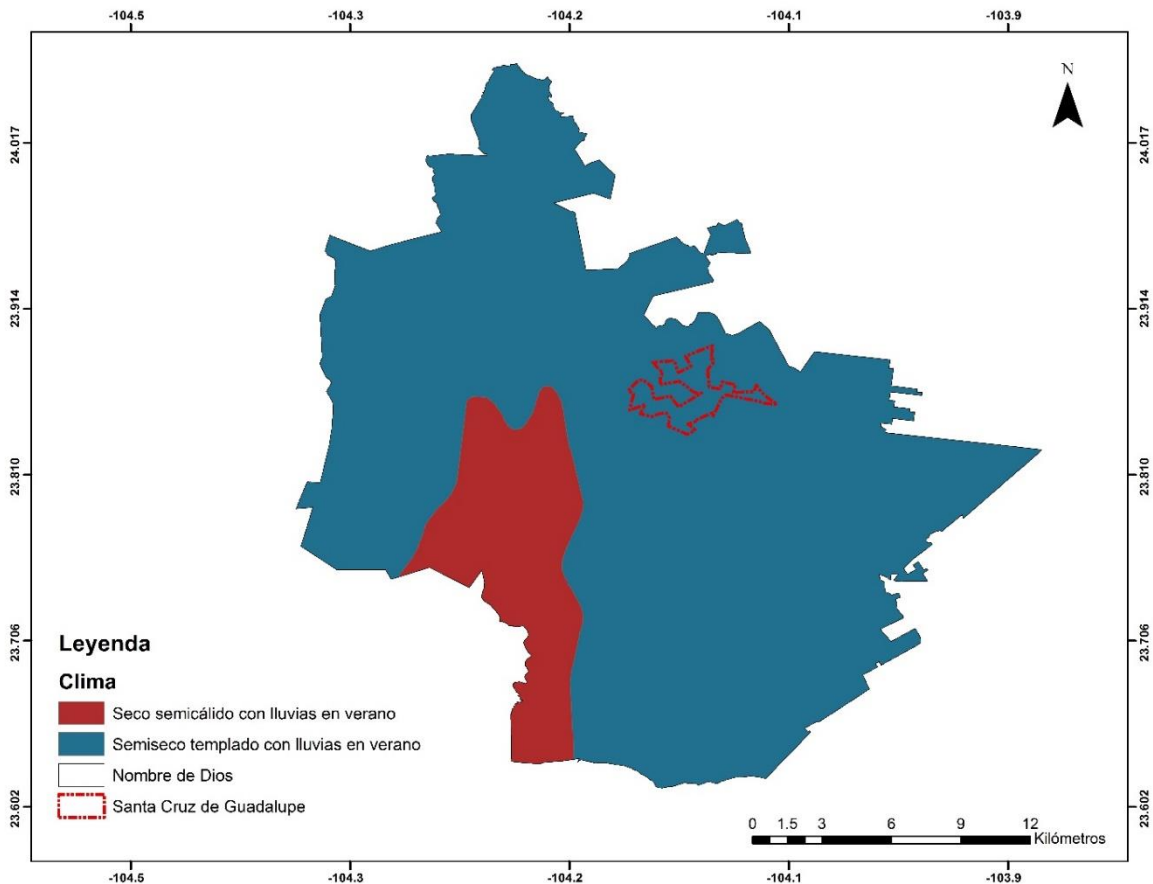 -104.5 -104.3 -104.2 -104.1 -103.9
N
24.017 24.017
23.914 23.914
23.810 23.810
23.706 23.706
Leyenda
Clima
Seco semicálido con lluvias en verano
Semiseco templado con lluvias en verano
Nombre de Dios
Santa Cruz de Guadalupe
23.602 23.602
0 1.5 3 6 9 12
Kilómetros
-104.5 -104.3 -104.2 -104.1 -103.9